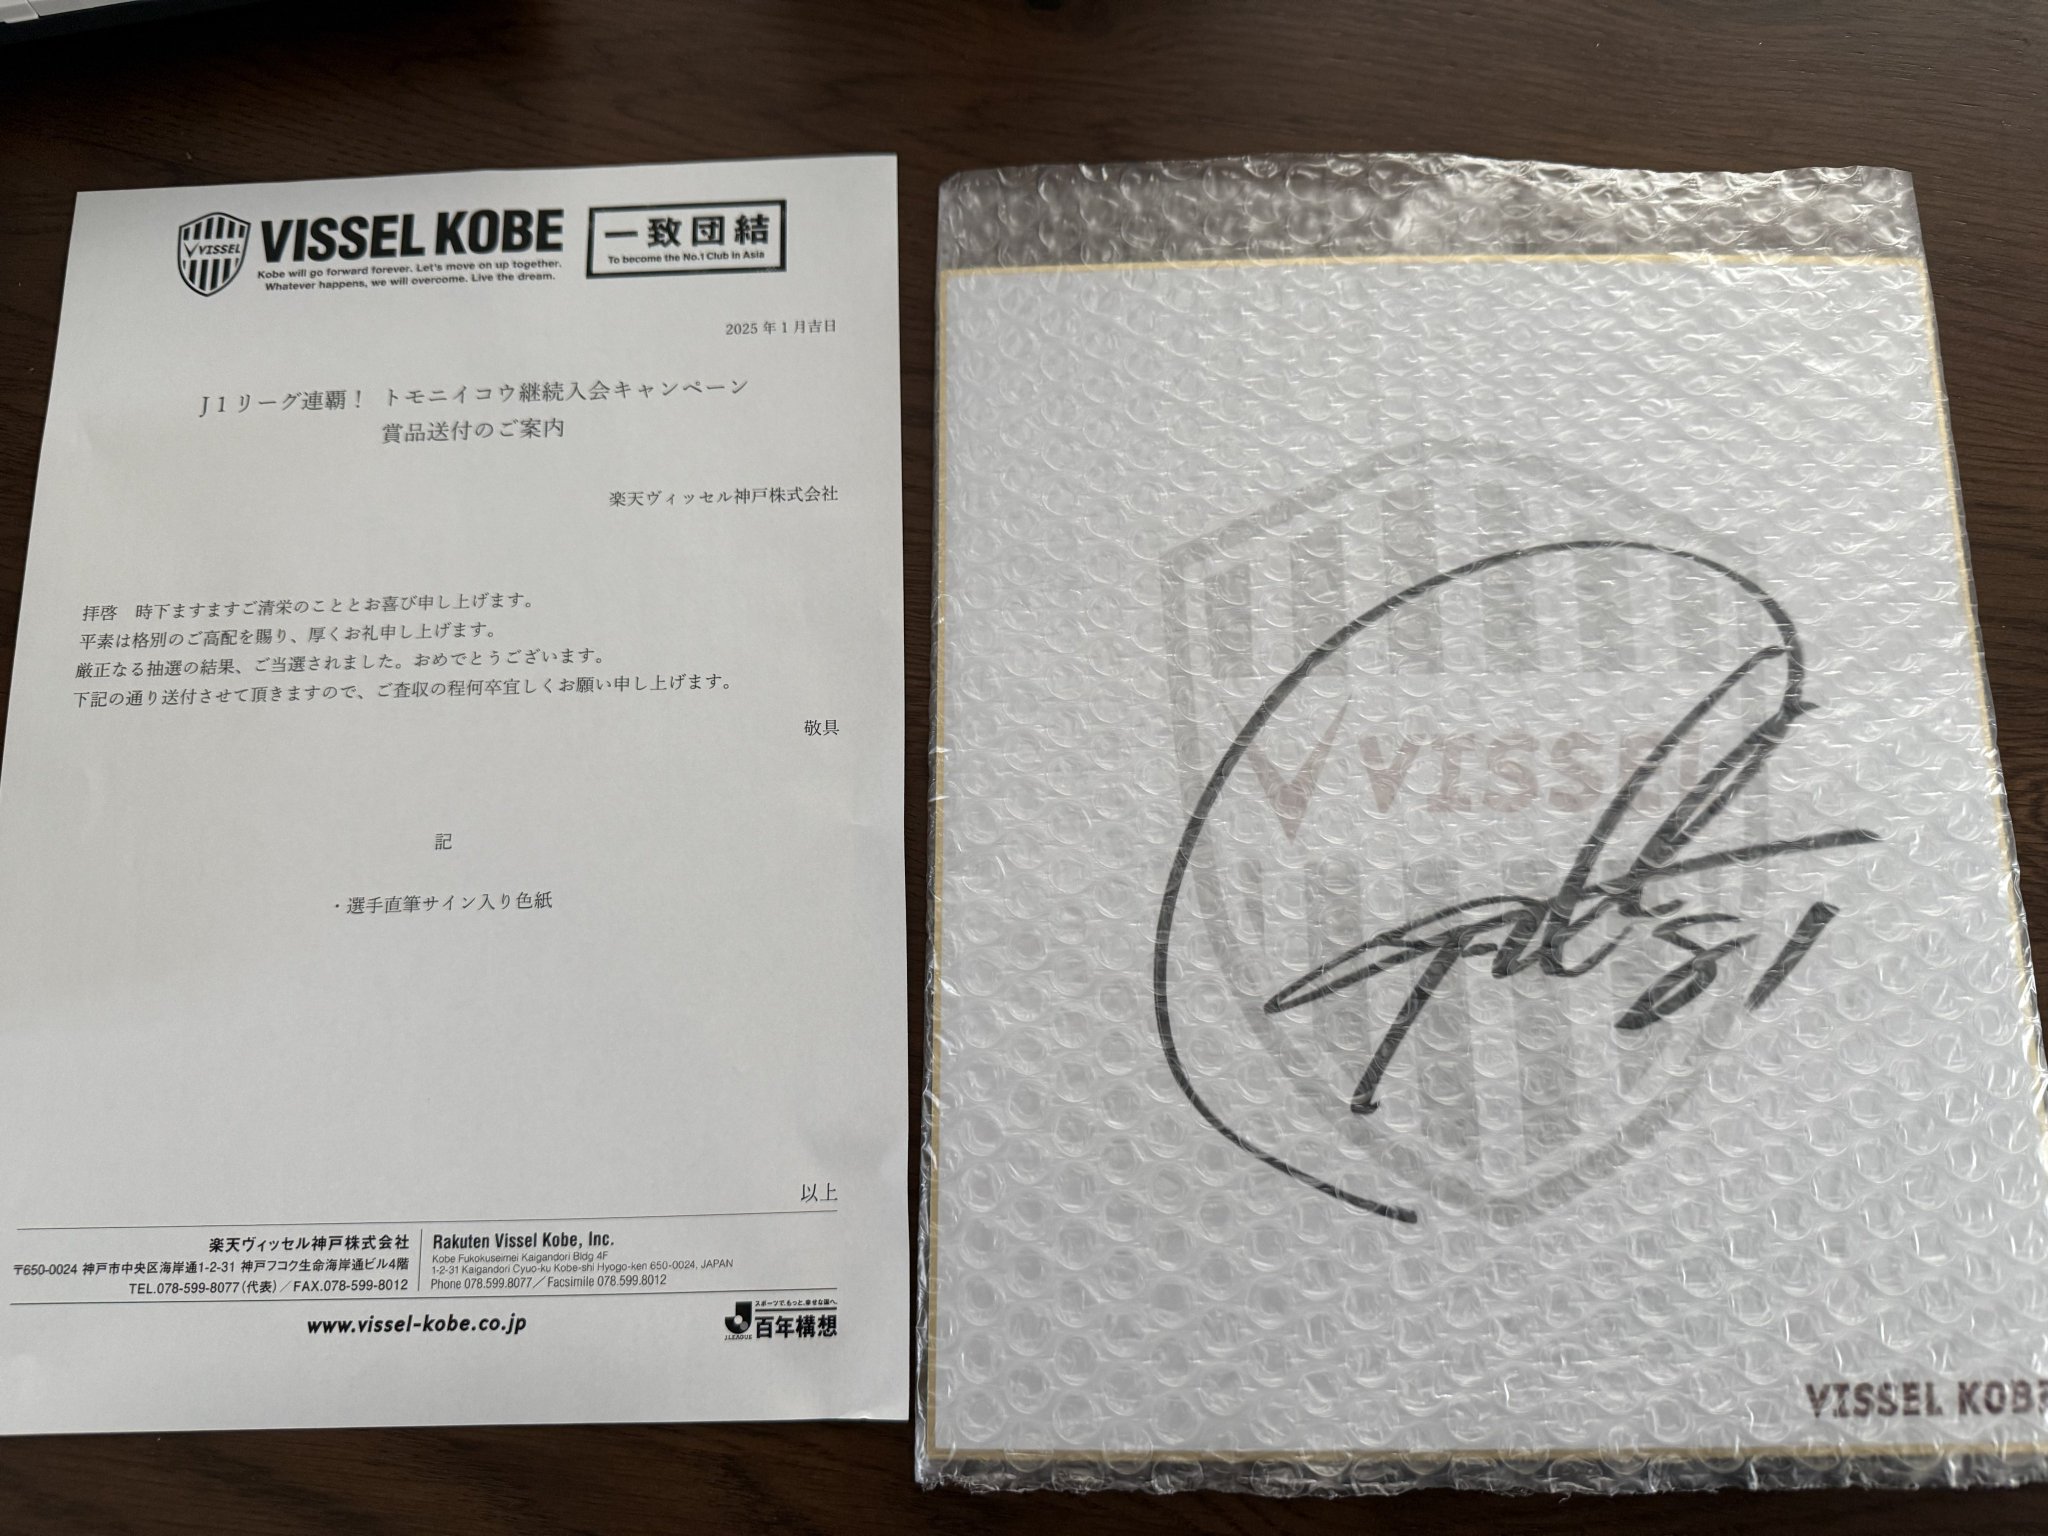 VISSEL
VISSEL KOBE
Kobe will go forward forever. Let's move on up together.
Whatever happens, we will overcome. Live the dream.
一致団結
To become the No.1 Club in Asia
2025年1月吉日
J1リーグ連覇！ トモニイコウ継続入会キャンペーン
賞品送付のご案内
楽天ヴィッセル神戸株式会社
拝啓　時下ますますご清栄のこととお喜び申し上げます。
平素は格別のご高配を賜り、厚くお礼申し上げます。
厳正なる抽選の結果、ご当選されました。おめでとうございます。
下記の通り送付させて頂きますので、ご査収の程何卒宜しくお願い申し上げます。
敬具
記
・選手直筆サイン入り色紙
以上
楽天ヴィッセル神戸株式会社
〒650-0024 神戸市中央区海岸通1-2-31 神戸フコク生命海岸通ビル4階
TEL.078-599-8077(代表)／FAX.078-599-8012
Rakuten Vissel Kobe, Inc.
Kobe Fukokuseimei Kaigandori Bldg 4F
1-2-31 Kaigandori Cyuo-ku Kobe-shi Hyogo-ken 650-0024, JAPAN
Phone 078.599.8077／Facsimile 078.599.8012
www.vissel-kobe.co.jp
J.LEAGUE
スポーツで、もっと、幸せな国へ。
百年構想
VISSEL
VISSEL KOBE